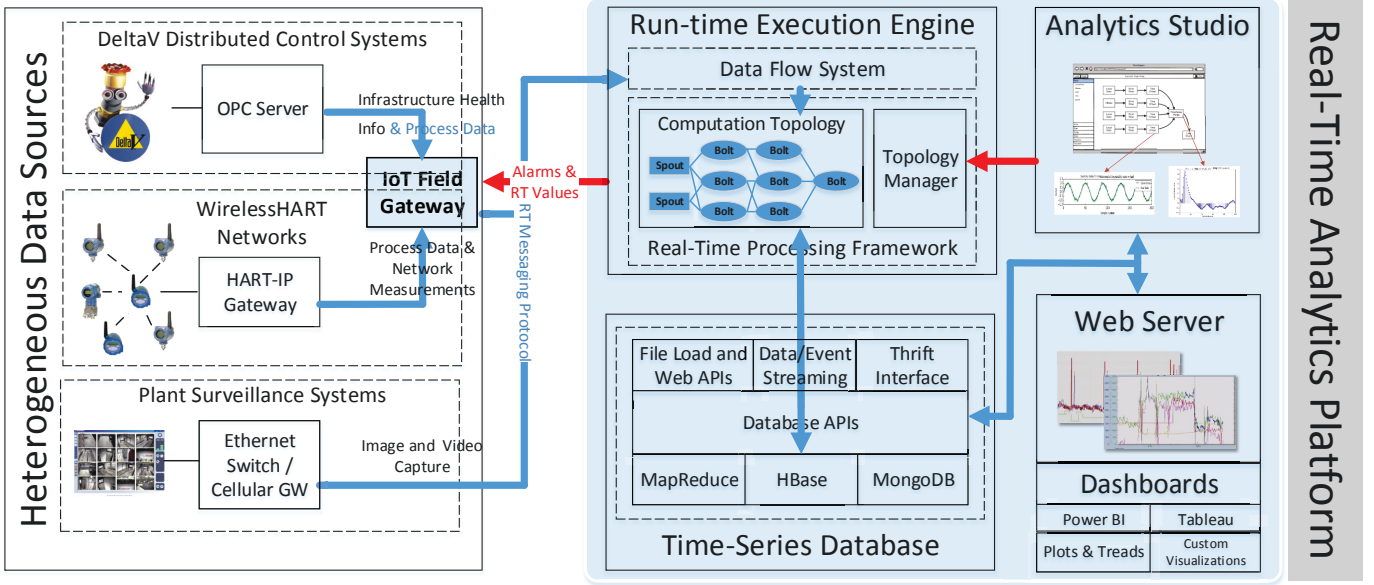 Heterogeneous Data Sources
DeltaV Distributed Control Systems
DeltaV
OPC Server
Infrastructure Health
Info & Process Data
IoT Field
Gateway
WirelessHART
Networks
HART-IP
Gateway
Process Data &
Network
Measurements
Plant Surveillance Systems
Ethernet
Switch /
Cellular GW
Image and Video
Capture
RT Messaging Protocol
Alarms &
RT Values
Run-time Execution Engine
Data Flow System
Computation Topology
Spout
Spout
Bolt
Bolt
Bolt
Bolt
Bolt
Bolt
Bolt
Topology
Manager
Real-Time Processing Framework
File Load and
Web APIs
Data/Event
Streaming
Thrift
Interface
Database APIs
MapReduce
HBase
MongoDB
Time-Series Database
Analytics Studio
Web Server
Dashboards
Power BI
Tableau
Plots & Treads
Custom
Visualizations
Real-Time Analytics Platform